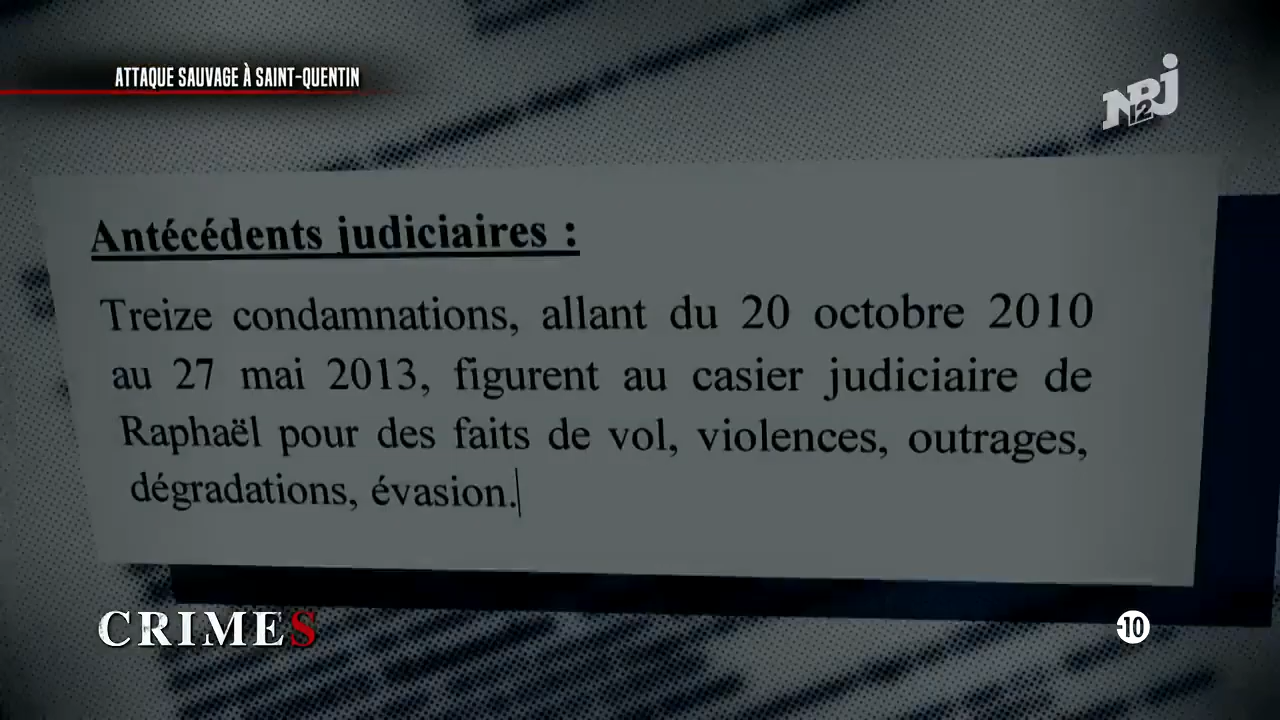 ATTAQUE SAUVAGE À SAINT-QUENTIN
NRJ12
Antécédents judiciaires :
Treize condamnations, allant du 20 octobre 2010
au 27 mai 2013, figurent au casier judiciaire de
Raphaël pour des faits de vol, violences, outrages,
dégradations, évasion.
CRIMES
-10